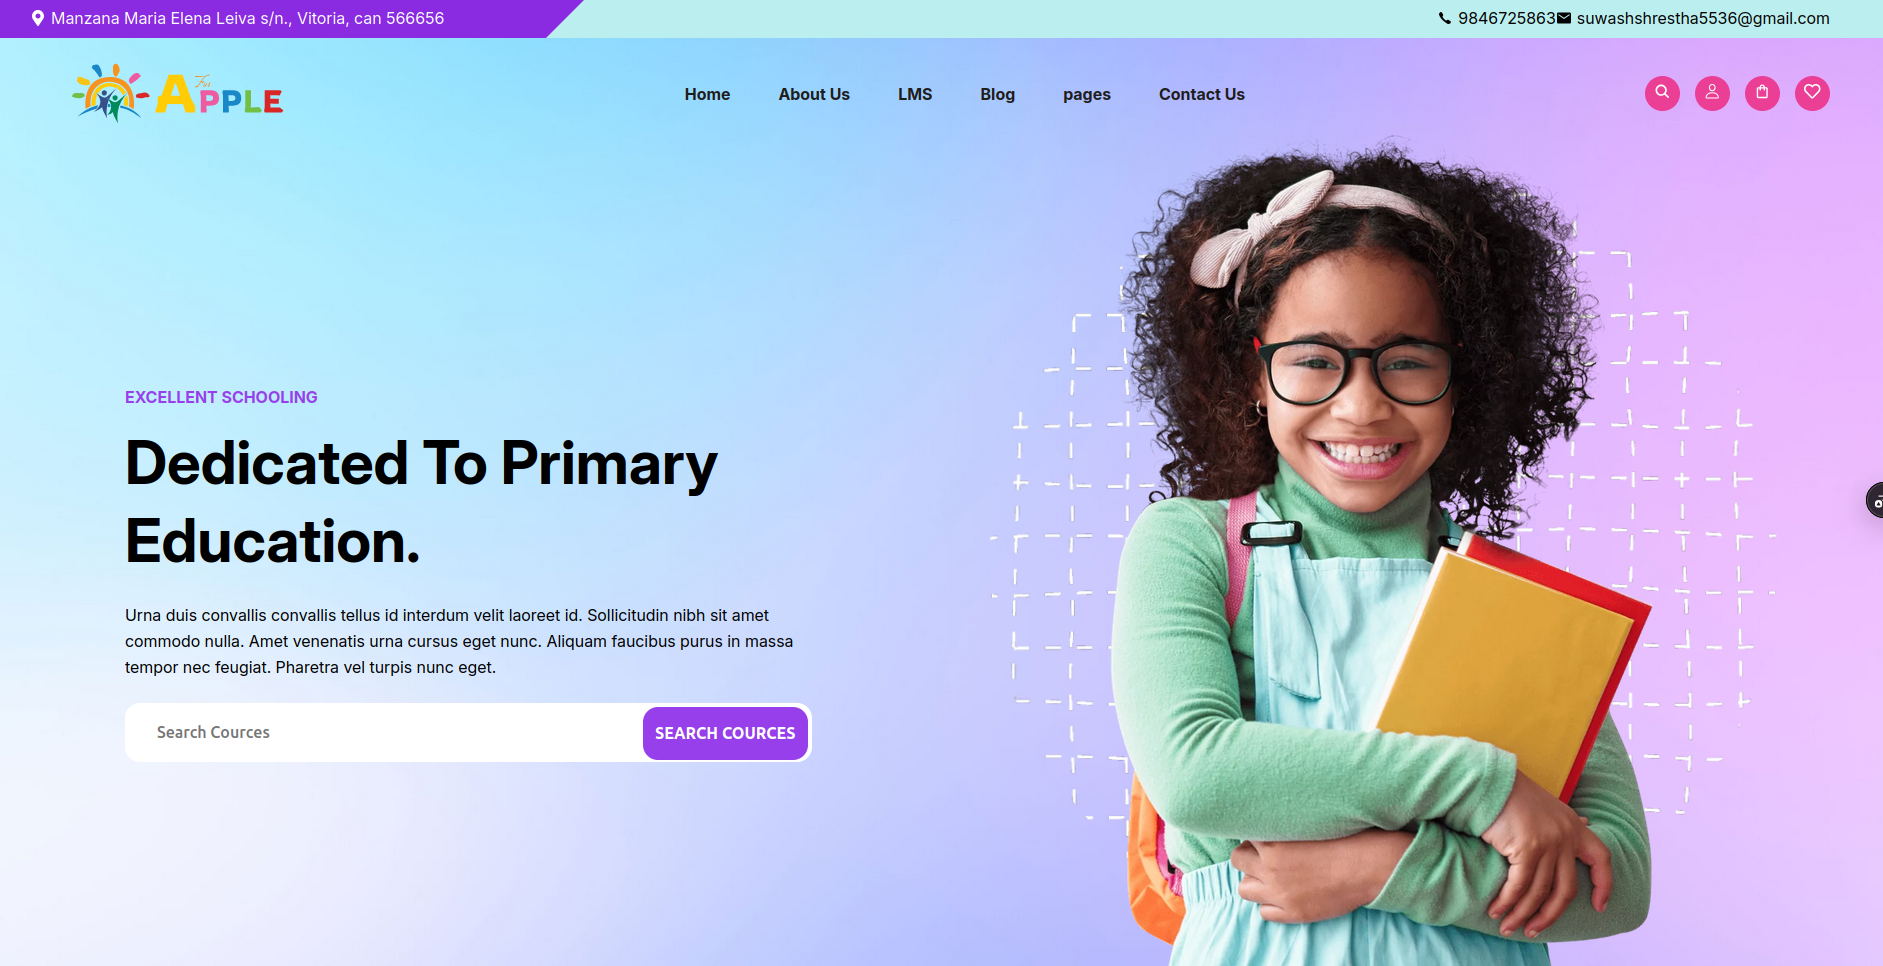 Manzana Maria Elena Leiva s/n., Vitoria, can 566656
9846725863 suwashshrestha5536@gmail.com
A For APPLE
Home About Us LMS Blog pages Contact Us
EXCELLENT SCHOOLING
Dedicated To Primary
Education.
Urna duis convallis convallis tellus id interdum velit laoreet id. Sollicitudin nibh sit amet
commodo nulla. Amet venenatis urna cursus eget nunc. Aliquam faucibus purus in massa
tempor nec feugiat. Pharetra vel turpis nunc eget.
Search Cources SEARCH COURCES